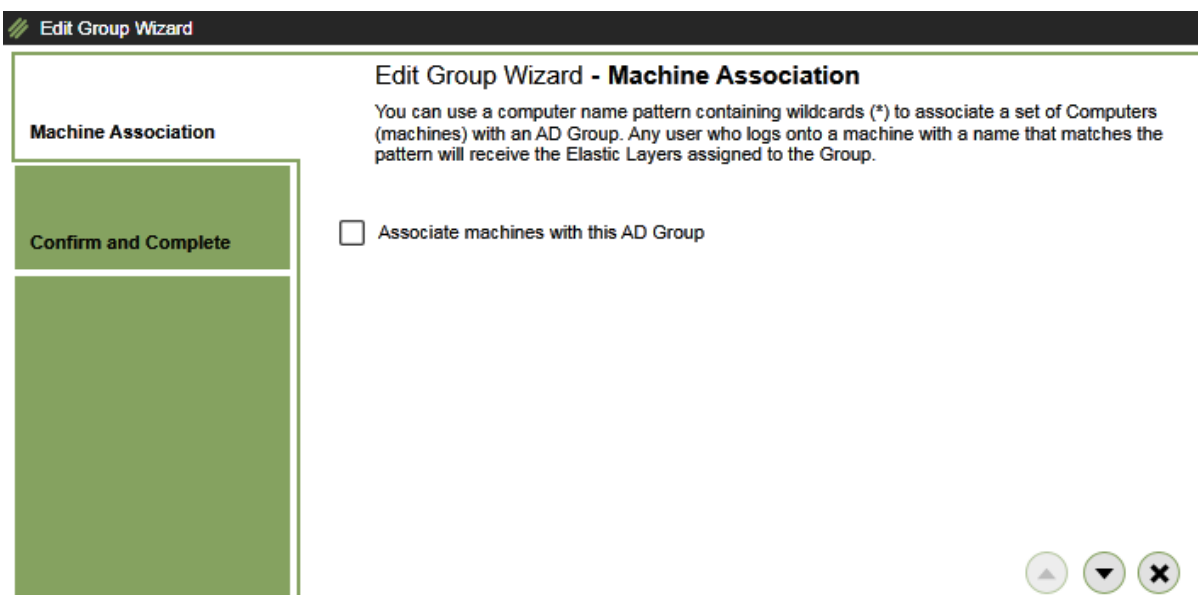 Edit Group Wizard
Machine Association
Confirm and Complete
Edit Group Wizard - Machine Association
You can use a computer name pattern containing wildcards (*) to associate a set of Computers
(machines) with an AD Group. Any user who logs onto a machine with a name that matches the
pattern will receive the Elastic Layers assigned to the Group.
Associate machines with this AD Group